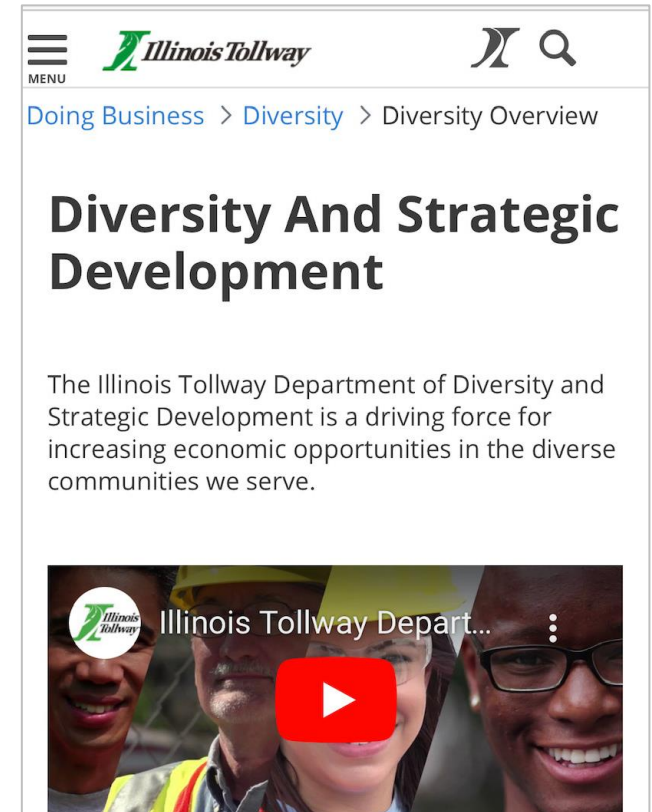 Illinois Tollway
MENU
Doing Business > Diversity > Diversity Overview
Diversity And Strategic
Development
The Illinois Tollway Department of Diversity and
Strategic Development is a driving force for
increasing economic opportunities in the diverse
communities we serve.
Illinois
Tollway
Illinois Tollway Depart...